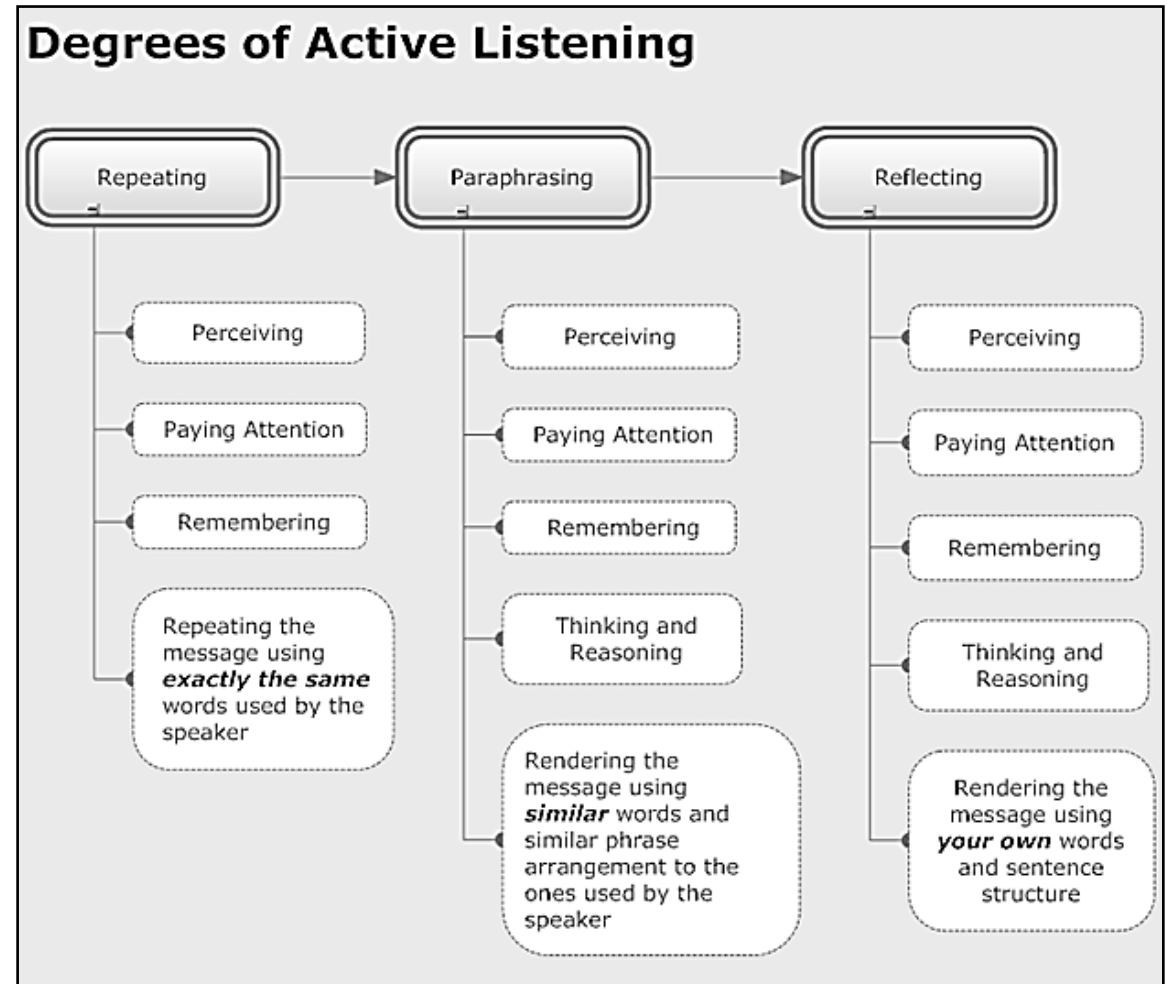 Degrees of Active Listening
Repeating
Paraphrasing
Reflecting
Perceiving
Paying Attention
Remembering
Repeating the
message using
exactly the same
words used by the
speaker
Perceiving
Paying Attention
Remembering
Thinking and
Reasoning
Rendering the
message using
similar words and
similar phrase
arrangement to the
ones used by the
speaker
Perceiving
Paying Attention
Remembering
Thinking and
Reasoning
Rendering the
message using
your own words
and sentence
structure